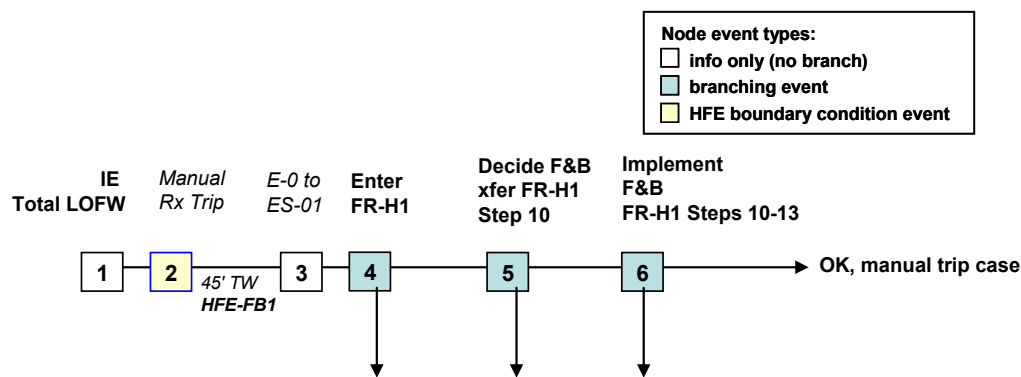 Node event types:
info only (no branch)
branching event
HFE boundary condition event
IE
Total LOFW
Manual
Rx Trip
E-0 to
ES-01
Enter
FR-H1
Decide F&B
xfer FR-H1
Step 10
Implement
F&B
FR-H1 Steps 10-13
1
2
45' TW
HFE-FB1
3
4
5
6
OK, manual trip case